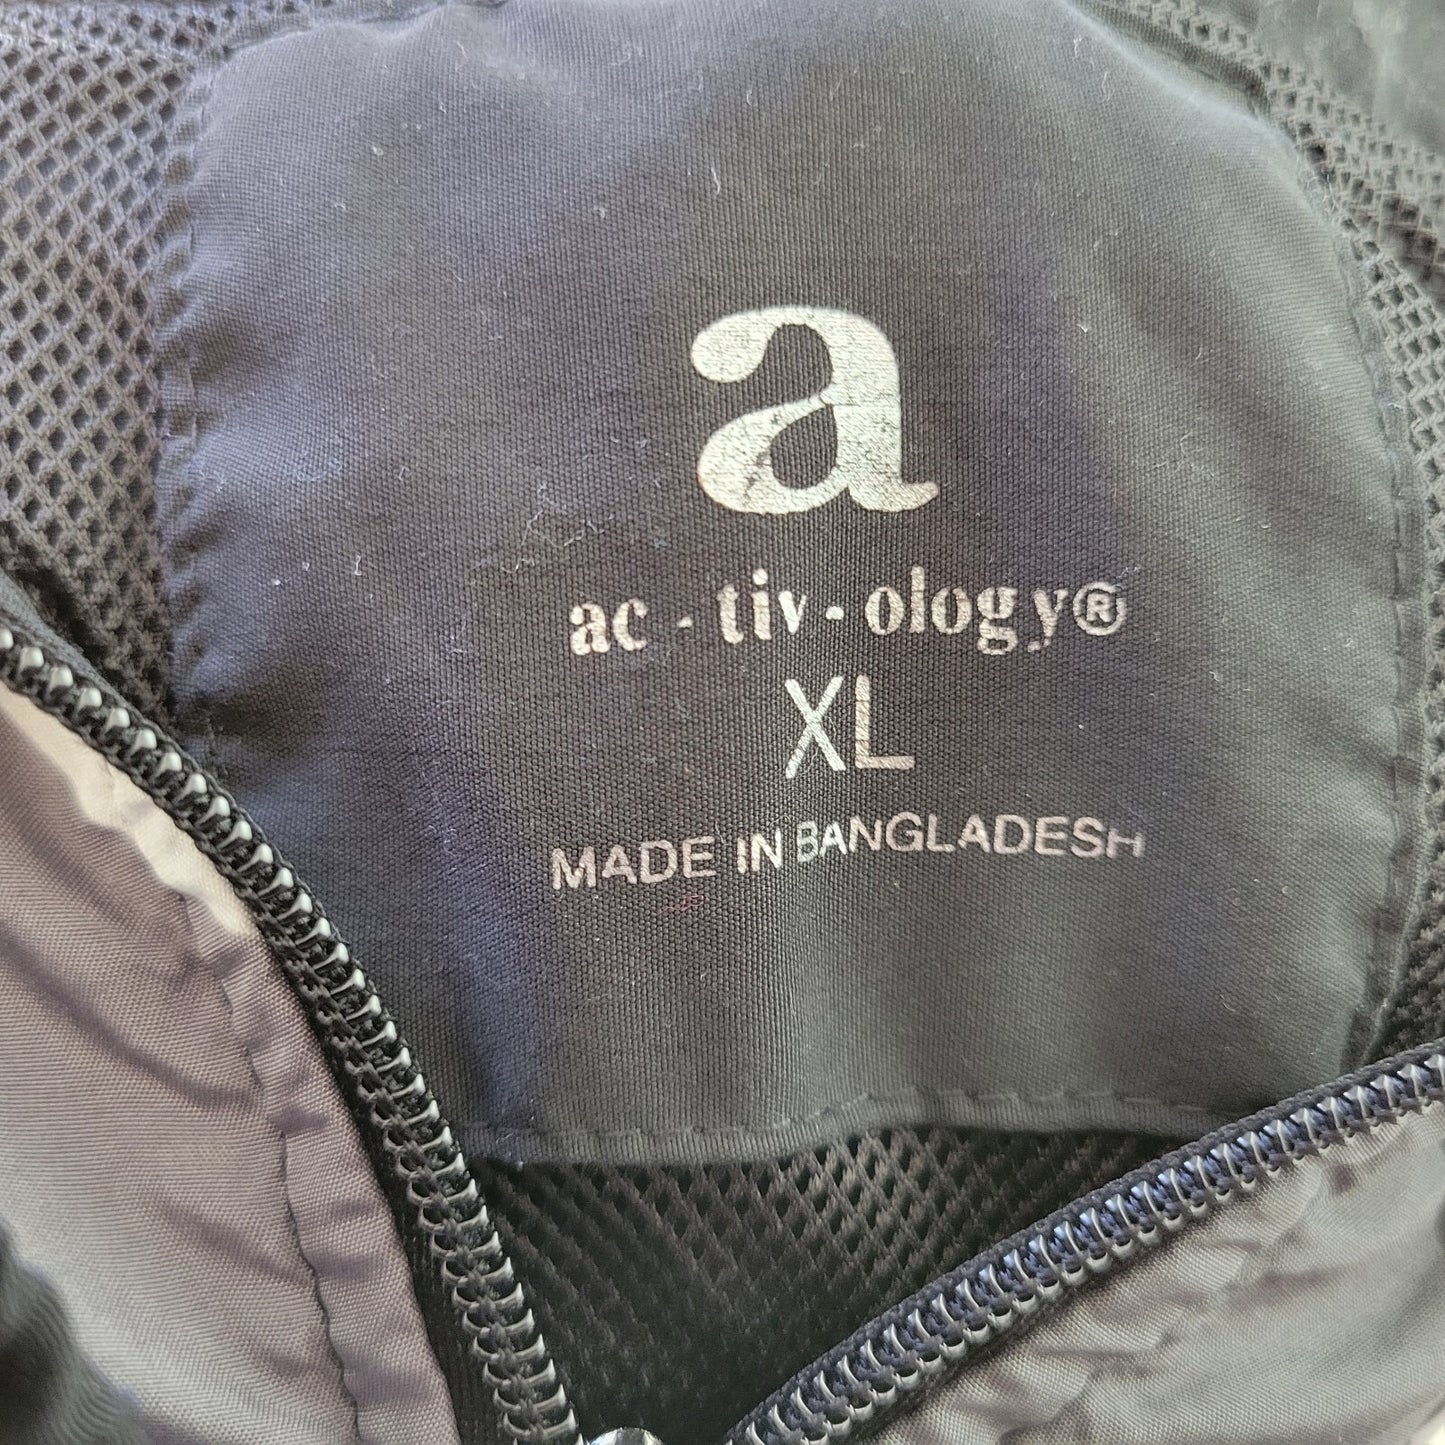 a
ac - tiv - ology®
XL
MADE IN BANGLADESH